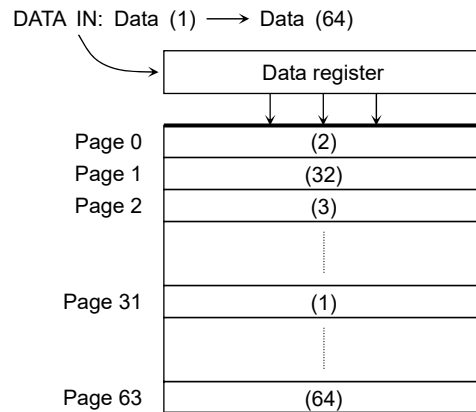 DATA IN: Data (1) ⟶ Data (64)
Data register
Page 0 (2)
Page 1 (32)
Page 2 (3)
Page 31 (1)
Page 63 (64)